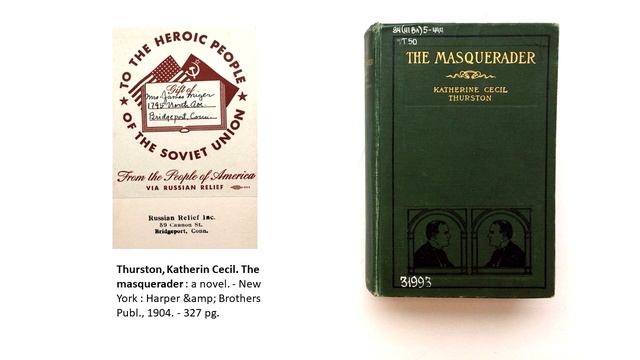 TO THE HEROIC PEOPLE
OF THE SOVIET UNION
Gift of
Mrs. James Mizer
1795 North Ave.
Bridgeport, Conn.
From the People of America
VIA RUSSIAN RELIEF
Russian Relief Inc.
59 Cannon St.
Bridgeport, Conn.
Thurston, Katherin Cecil. The
masquerader : a novel. - New
York : Harper &amp; Brothers
Publ., 1904. - 327 pg.
THE MASQUERADER
KATHERINE CECIL
THURSTON
31993